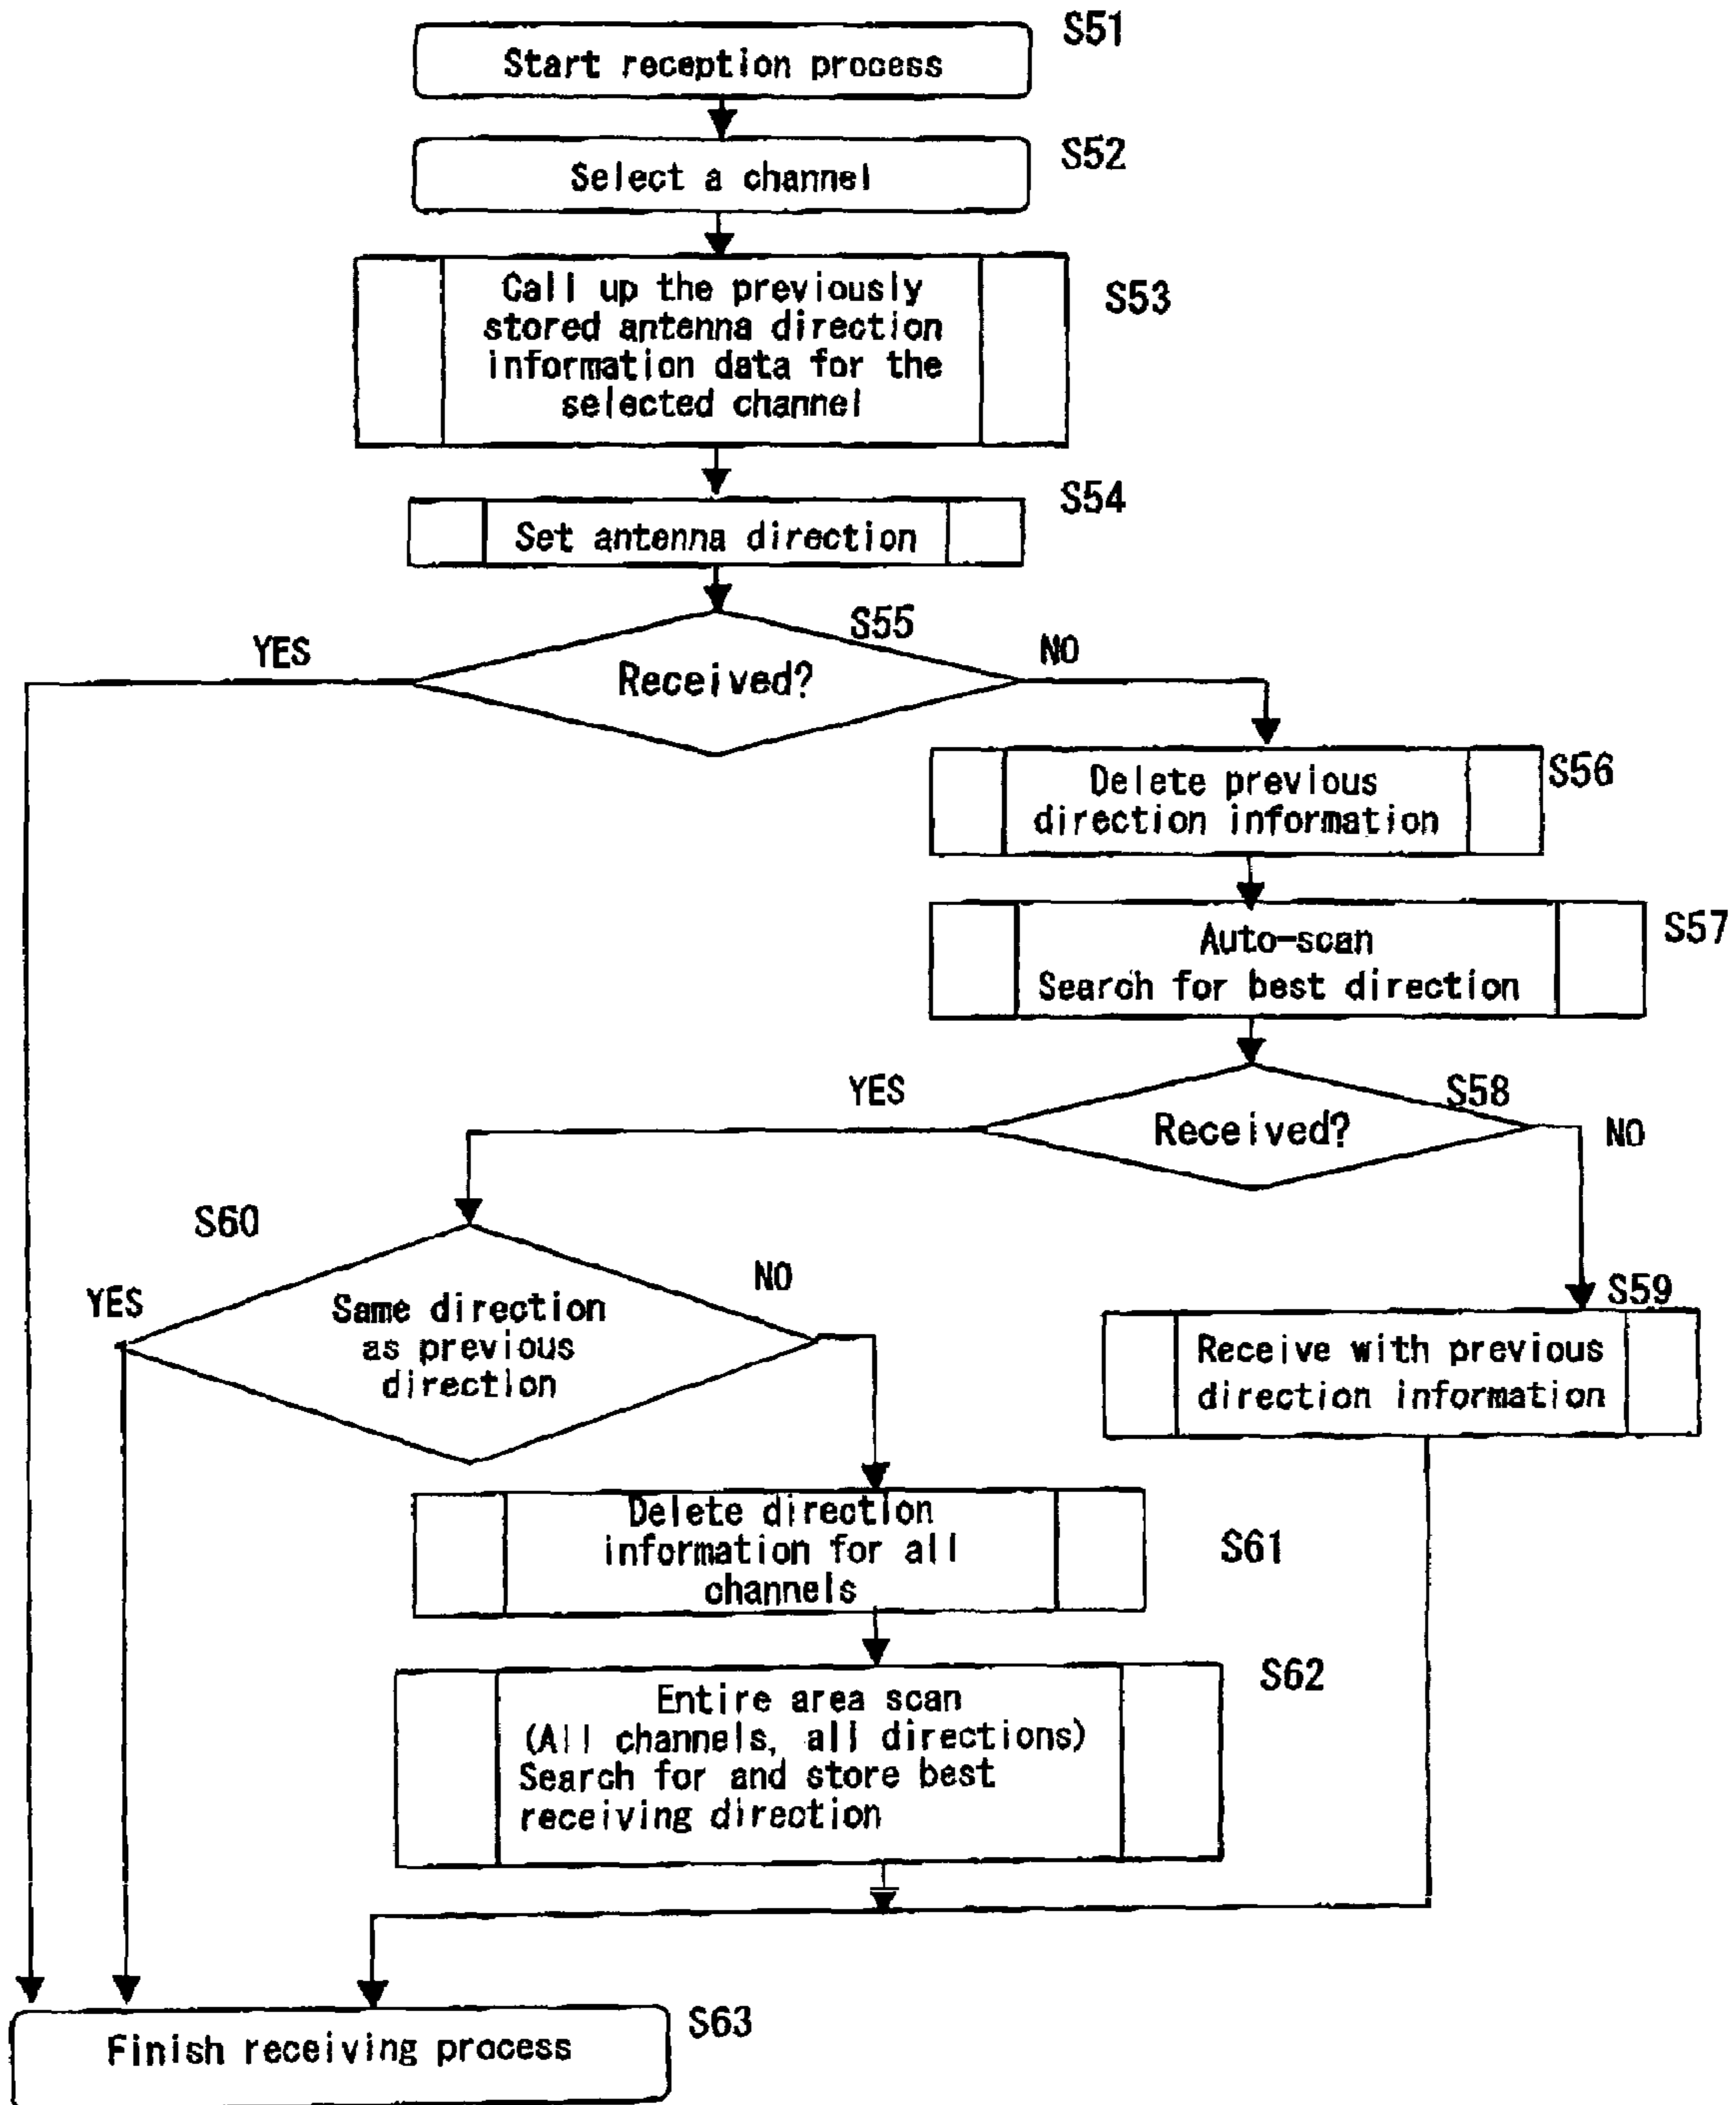 S51
Start reception process
S52
Select a channel
S53
Call up the previously
stored antenna direction
information data for the
selected channel
S54
Set antenna direction
S55
YES
NO
Received?
S56
Delete previous
direction information
S57
Auto-scan
Search for best direction
S58
YES
Received?
NO
S60
YES
NO
Same direction
as previous
direction
S59
Receive with previous
direction information
Delete direction
information for all
channels
S61
S62
Entire area scan
(All channels, all directions)
Search for and store best
receiving direction
S63
Finish receiving process